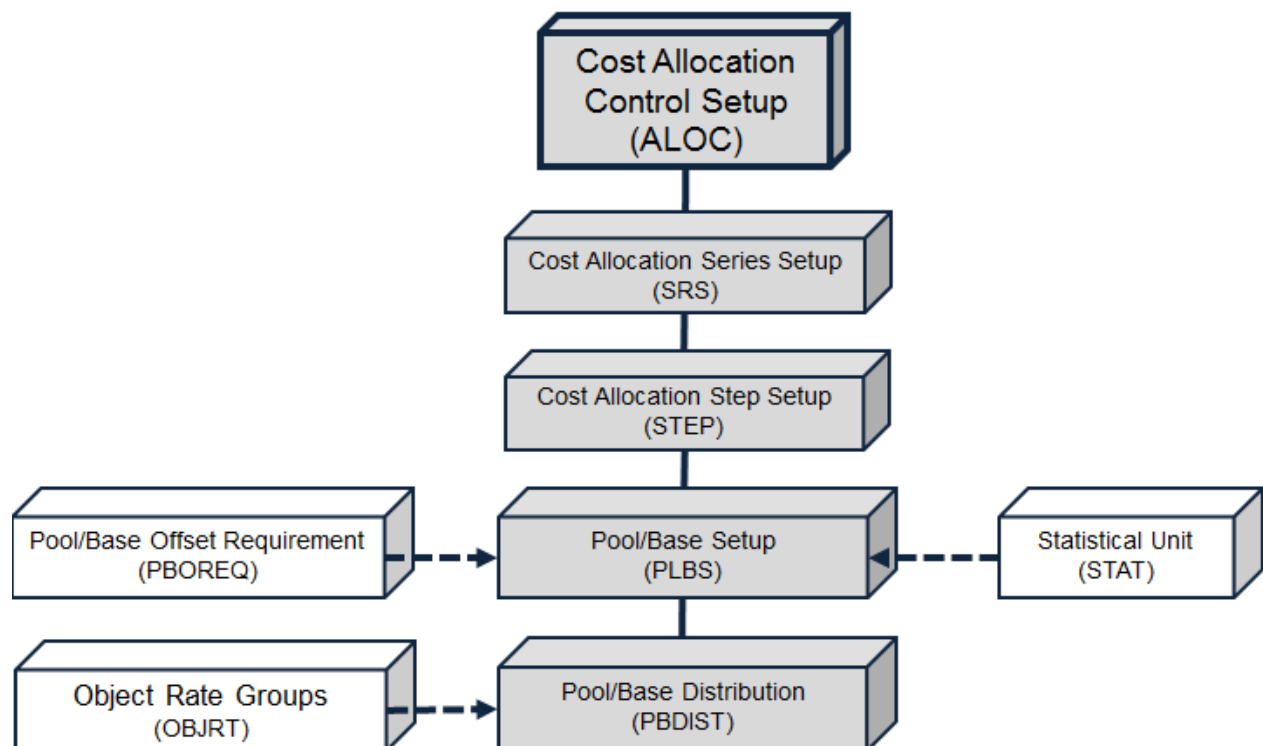 Cost Allocation
Control Setup
(ALOC)
Cost Allocation Series Setup
(SRS)
Cost Allocation Step Setup
(STEP)
Pool/Base Offset Requirement
(PBOREQ)
Pool/Base Setup
(PLBS)
Statistical Unit
(STAT)
Object Rate Groups
(OBJRT)
Pool/Base Distribution
(PBDIST)